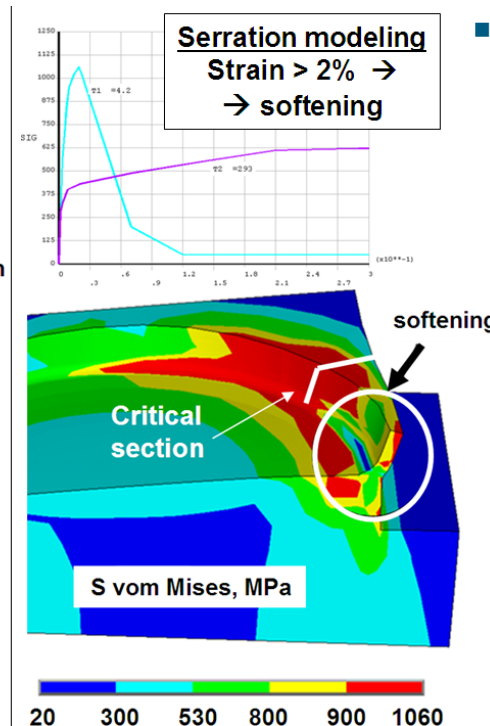 Serration modeling
Strain > 2% →
→ softening
1250
1125
1000
875
750
SIG
625
500
375
250
125
0
T1 =4.2
T2 =293
0 .6 1.2 1.8 2.4 3
.3 .9 1.5 2.1 2.7
(x10**-1)
softening
Critical
section
S vom Mises, MPa
20 300 530 800 900 1060